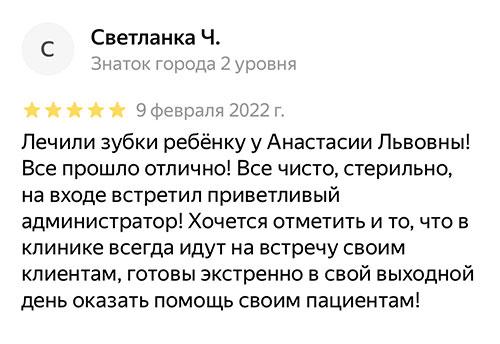 С
Светланка Ч.
Знаток города 2 уровня
9 февраля 2022 г.
Лечили зубки ребёнку у Анастасии Львовны!
Все прошло отлично! Все чисто, стерильно,
на входе встретил приветливый
администратор! Хочется отметить и то, что в
клинике всегда идут на встречу своим
клиентам, готовы экстренно в свой выходной
день оказать помощь своим пациентам!